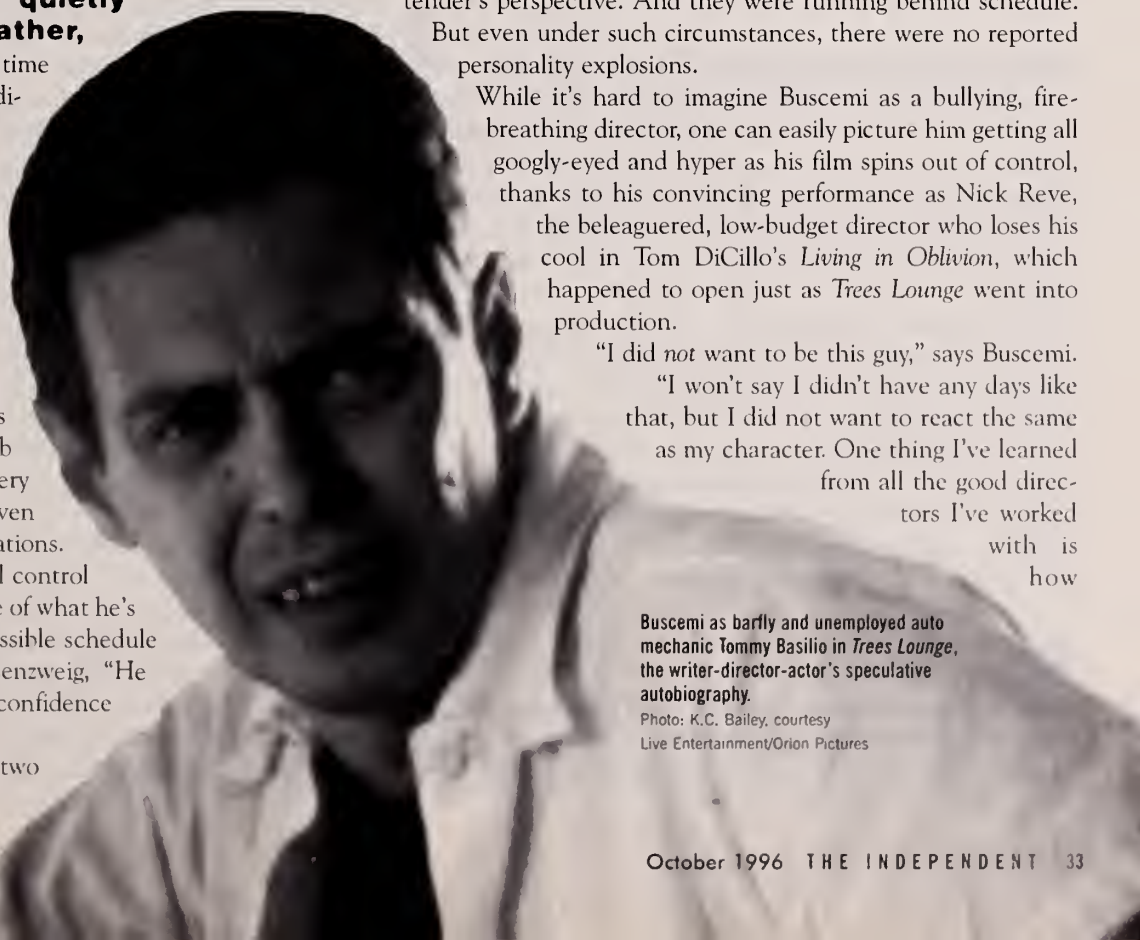 quietly
ather,
time
di-
s
b
ery
ven
ations.
l control
e of what he's
ssible schedule
enzweig, “He
confidence
two
tender's perspective. And they were running behind schedule.
But even under such circumstances, there were no reported
personality explosions.
While it's hard to imagine Buscemi as a bullying, fire-
breathing director, one can easily picture him getting all
googly-eyed and hyper as his film spins out of control,
thanks to his convincing performance as Nick Reve,
the beleaguered, low-budget director who loses his
cool in Tom DiCillo's Living in Oblivion, which
happened to open just as Trees Lounge went into
production.
“I did not want to be this guy,” says Buscemi.
“I won't say I didn't have any days like
that, but I did not want to react the same
as my character. One thing I've learned
from all the good direc-
tors I've worked
with is
how
Buscemi as barfly and unemployed auto
mechanic Tommy Basilio in Trees Lounge,
the writer-director-actor's speculative
autobiography.
Photo: K.C. Bailey, courtesy
Live Entertainment/Orion Pictures
October 1996 THE INDEPENDENT 33